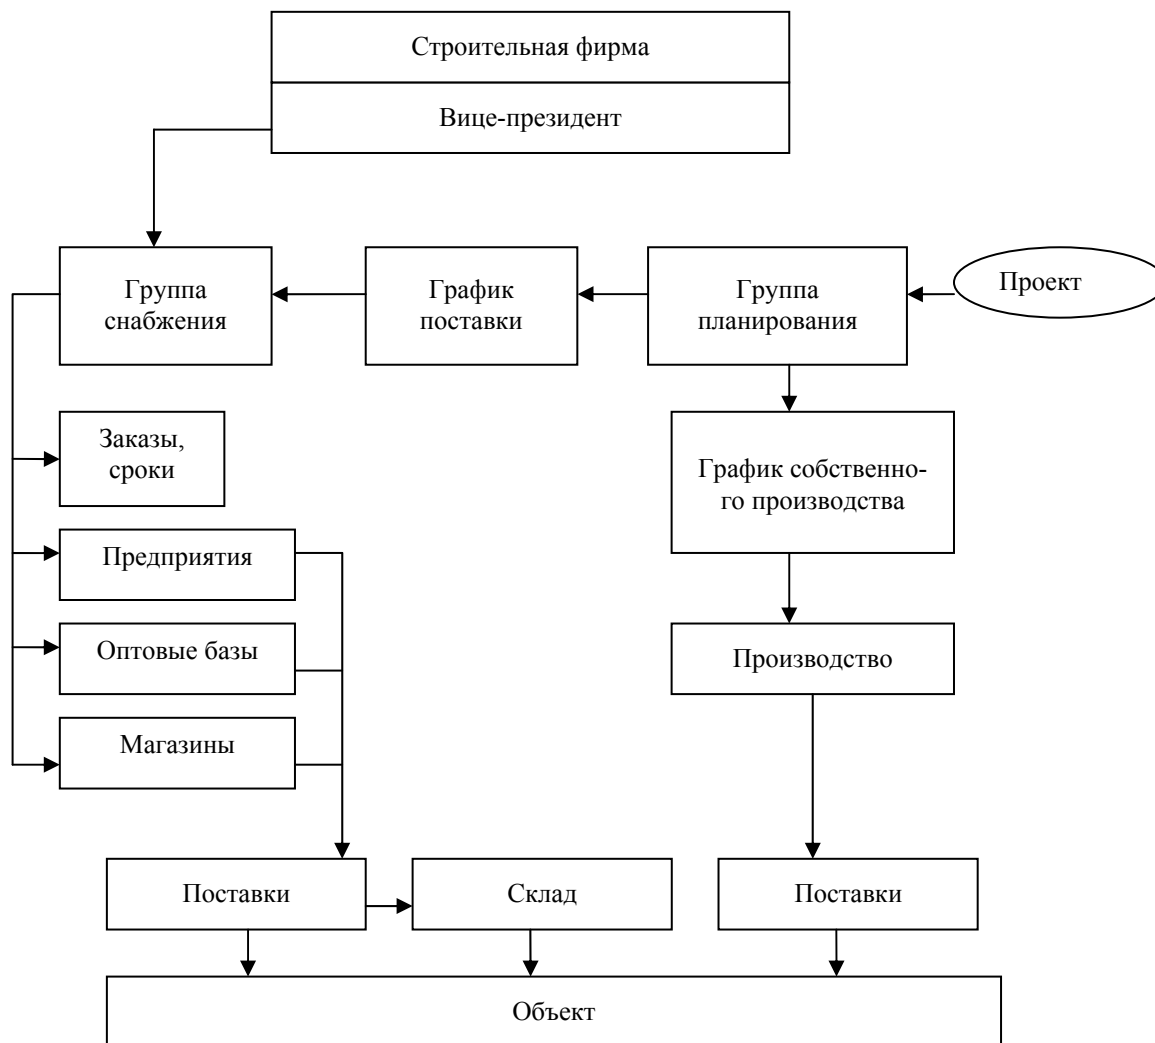 Строительная фирма
Вице-президент
Группа
снабжения
График
поставки
Группа
планирования
Проект
Заказы,
сроки
График собственно-
го производства
Предприятия
Оптовые базы
Производство
Магазины
Поставки
Склад
Поставки
Объект